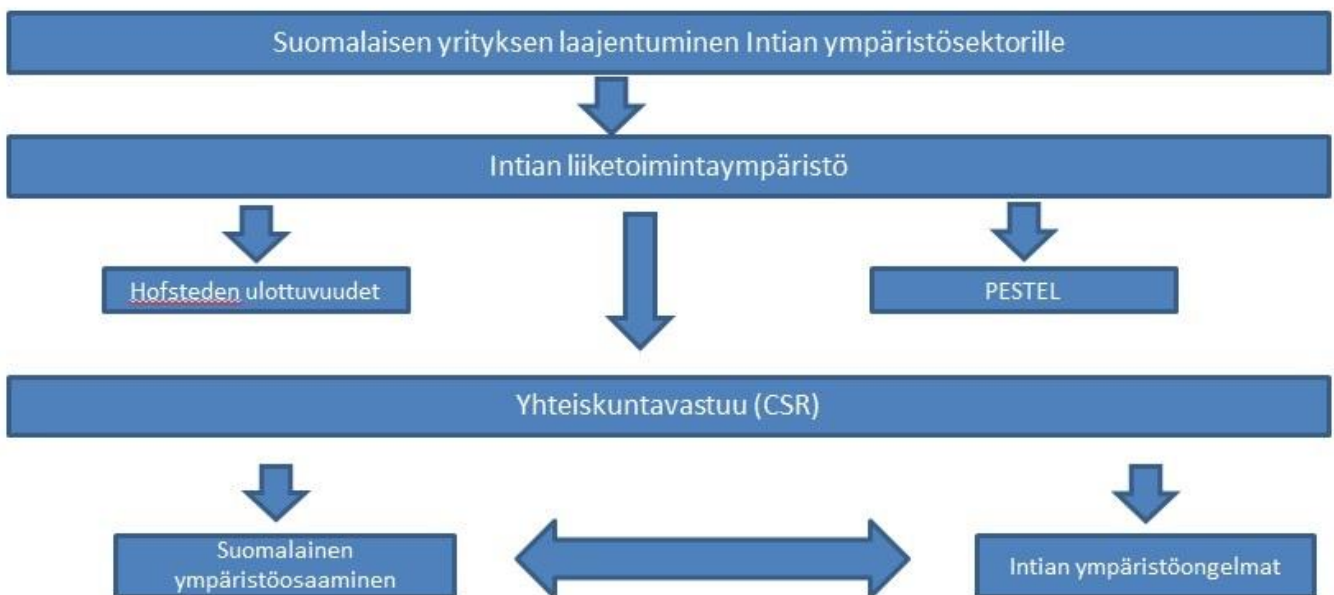 Suomalaisen yrityksen laajentuminen Intian ympäristösektorille
Intian liiketoimintaympäristö
Hofsteden ulottuvuudet
PESTEL
Yhteiskuntavastuu (CSR)
Suomalainen
ympäristöosaaminen
Intian ympäristöongelmat